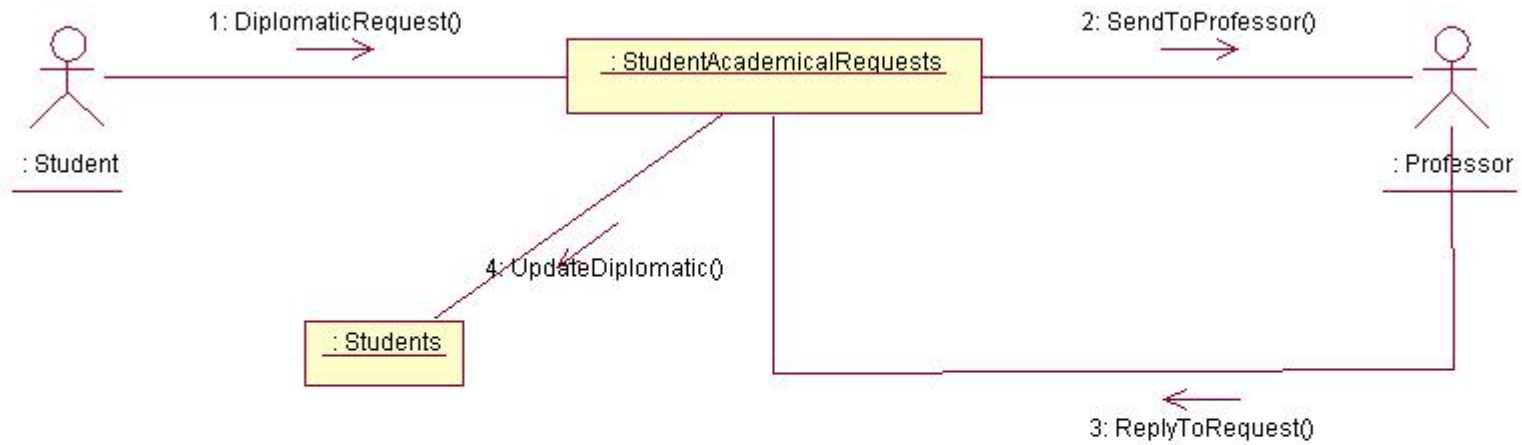 1: DiplomaticRequest()
2: SendToProfessor()
: StudentAcademicalRequests
: Student
: Professor
4: UpdateDiplomatic()
: Students
3: ReplyToRequest()